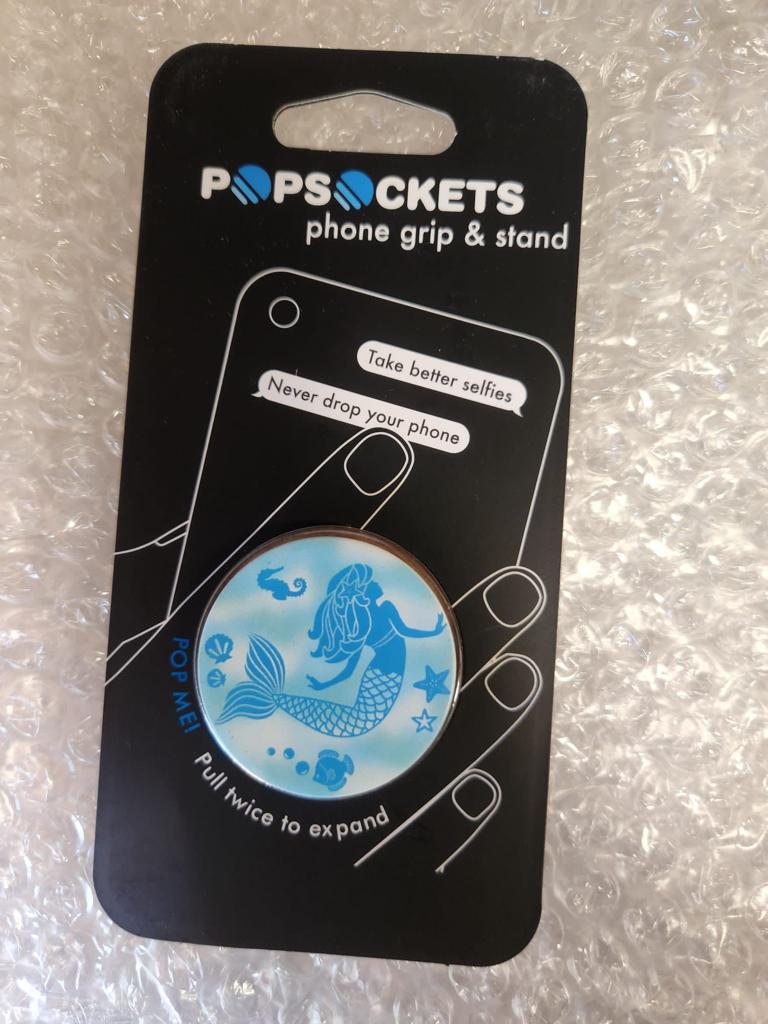 POPSOCKETS
phone grip & stand
Take better selfies
Never drop your phone
POP ME!
Pull twice to expand